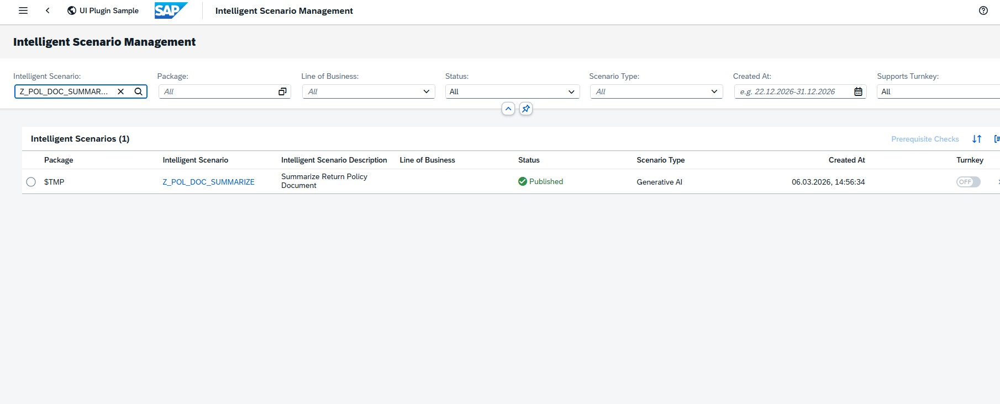 UI Plugin Sample
SAP
Intelligent Scenario Management
Intelligent Scenario Management
Intelligent Scenario:
Package:
Line of Business:
Status:
Scenario Type:
Created At:
Supports Turnkey:
Z_POL_DOC_SUMMAR...
All
All
All
All
e.g. 22.12.2026-31.12.2026
All
Intelligent Scenarios (1)
Prerequisite Checks
Package
Intelligent Scenario
Intelligent Scenario Description
Line of Business
Status
Scenario Type
Created At
Turnkey
$TMP
Z_POL_DOC_SUMMARIZE
Summarize Return Policy
Document
Published
Generative AI
06.03.2026, 14:56:34
OFF